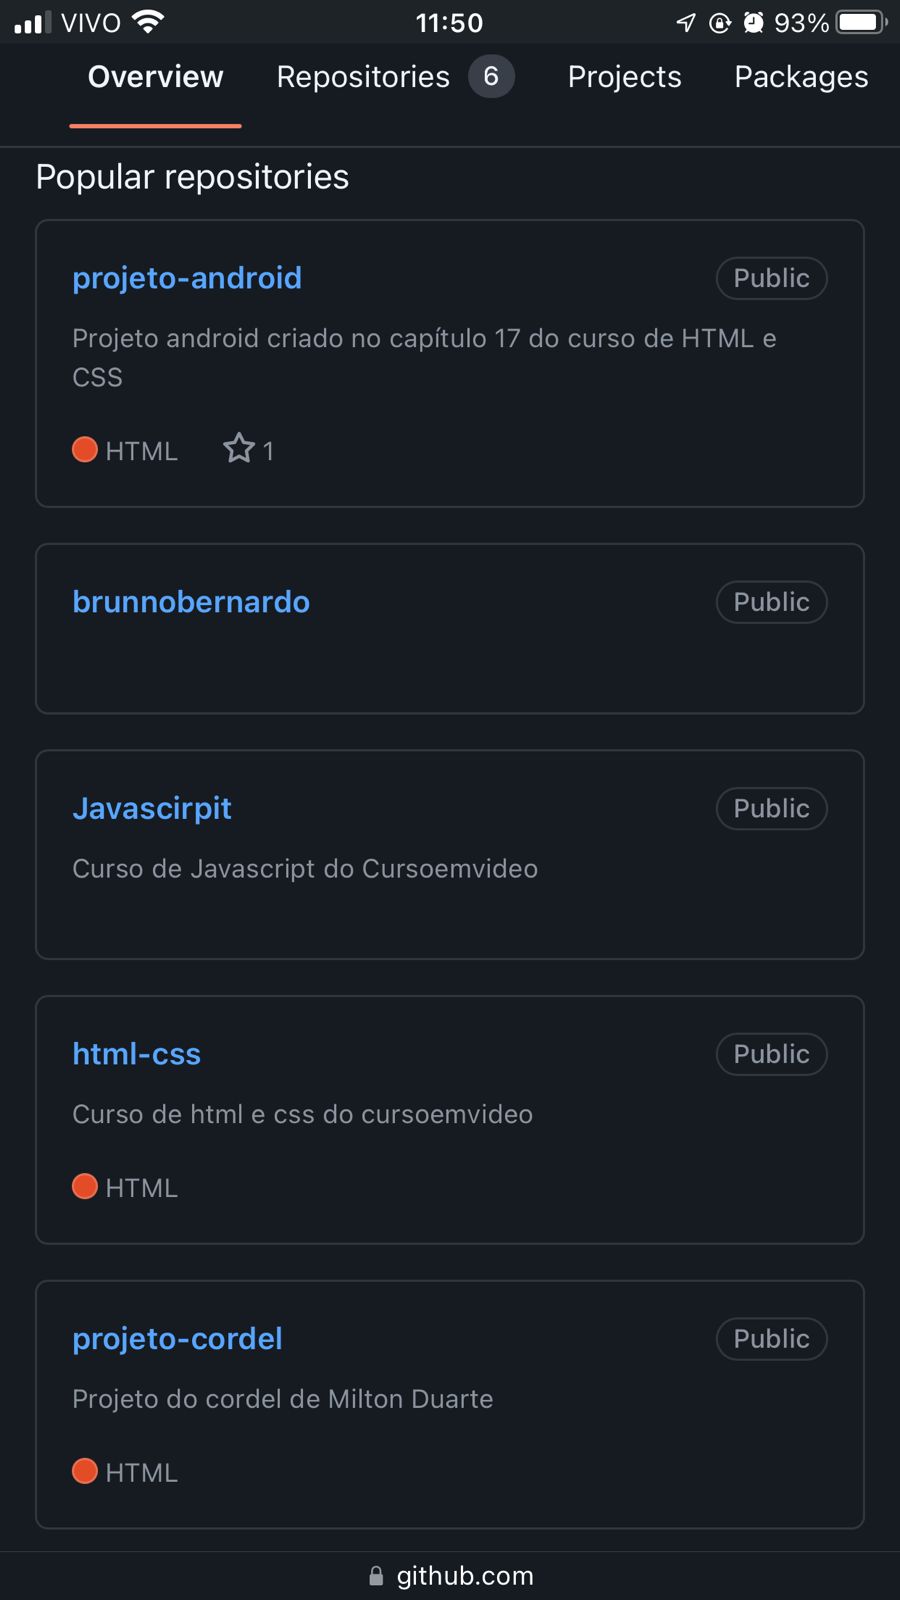 VIVO 11:50 93%
Overview Repositories 6 Projects Packages
Popular repositories
projeto-android Public
Projeto android criado no capítulo 17 do curso de HTML e
CSS
HTML 1
brunnobernardo Public
Javascirpit Public
Curso de Javascript do Cursoemvideo
html-css Public
Curso de html e css do cursoemvideo
HTML
projeto-cordel Public
Projeto do cordel de Milton Duarte
HTML
github.com